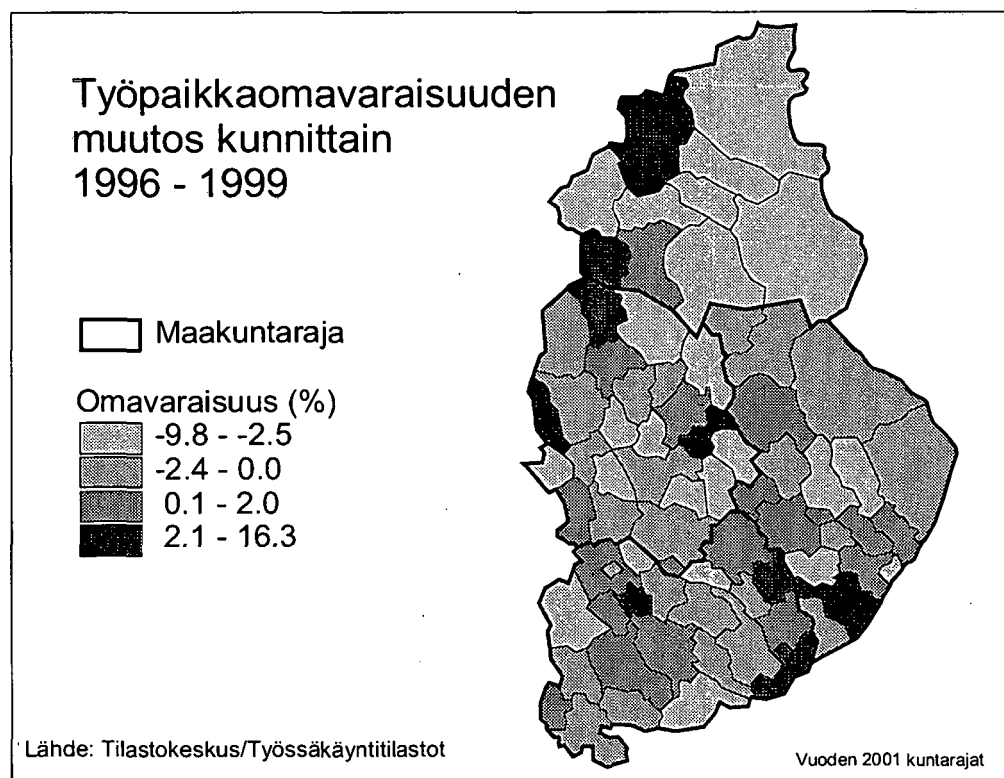 Työpaikkaomavaraisuuden
muutos kunnittain
1996 - 1999
Maakuntaraja
Omavaraisuus (%)
-9.8 - -2.5
-2.4 - 0.0
0.1 - 2.0
2.1 - 16.3
Lähde: Tilastokeskus/Työssäkäyntitilastot
Vuoden 2001 kuntarajat